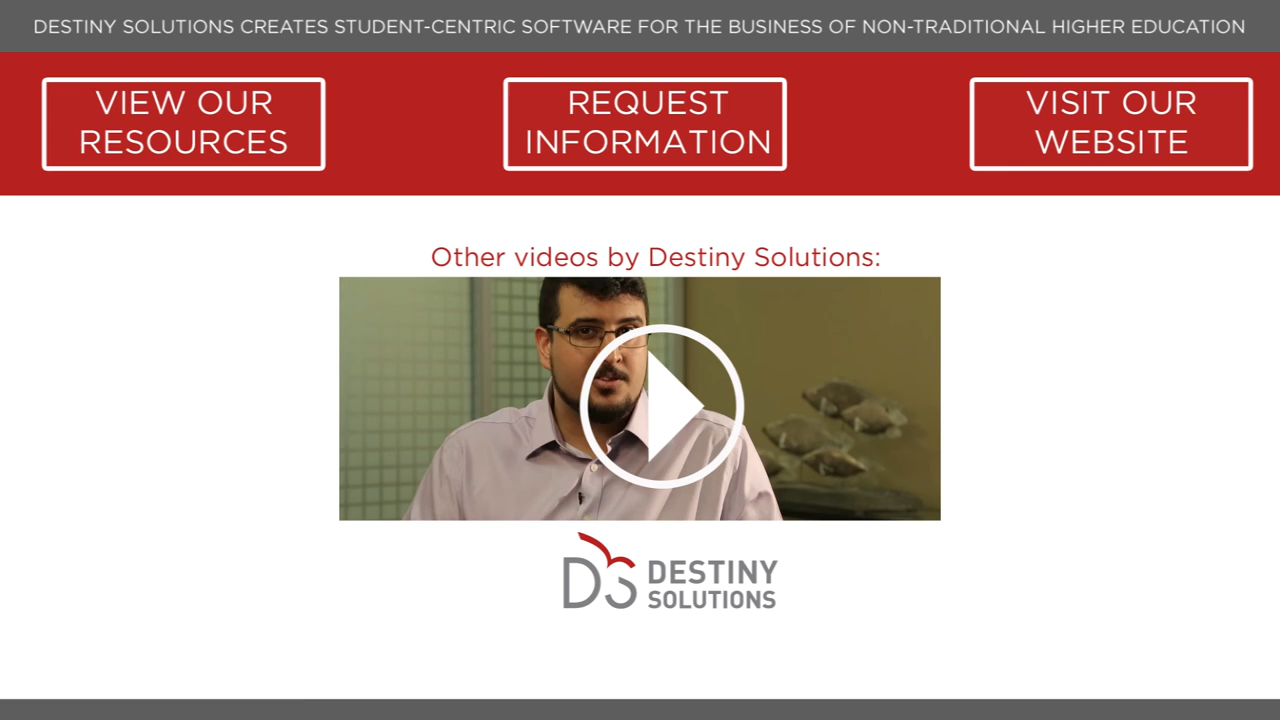 DESTINY SOLUTIONS CREATES STUDENT-CENTRIC SOFTWARE FOR THE BUSINESS OF NON-TRADITIONAL HIGHER EDUCATION
VIEW OUR
RESOURCES
REQUEST
INFORMATION
VISIT OUR
WEBSITE
Other videos by Destiny Solutions:
DS DESTINY
SOLUTIONS